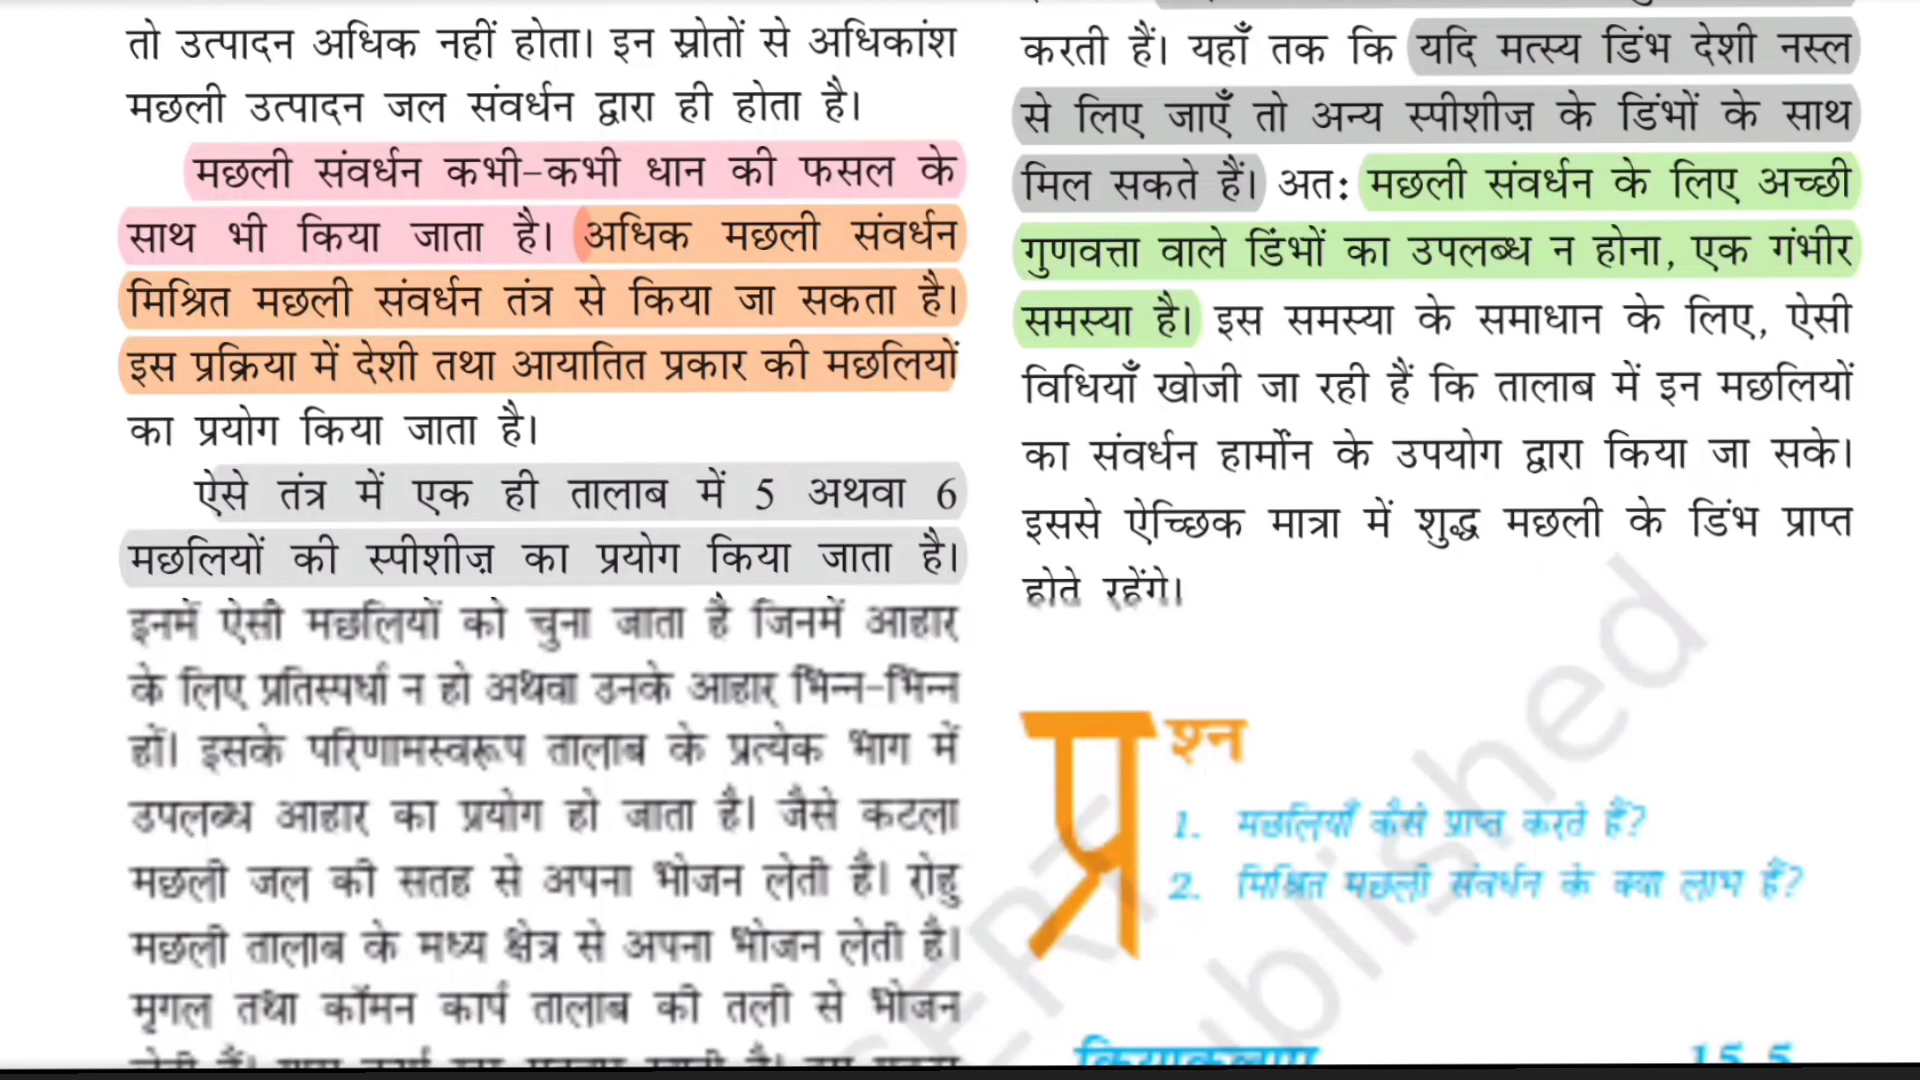 तो उत्पादन अधिक नहीं होता। इन स्रोतों से अधिकांश
मछली उत्पादन जल संवर्धन द्वारा ही होता है।
मछली संवर्धन कभी-कभी धान की फसल के
साथ भी किया जाता है। अधिक मछली संवर्धन
मिश्रित मछली संवर्धन तंत्र से किया जा सकता है।
इस प्रक्रिया में देशी तथा आयातित प्रकार की मछलियों
का प्रयोग किया जाता है।
ऐसे तंत्र में एक ही तालाब में 5 अथवा 6
मछलियों की स्पीशीज़ का प्रयोग किया जाता है।
इनमें ऐसी मछलियों को चुना जाता है जिनमें आहार
के लिए प्रतिस्पर्धा न हो अथवा उनके आहार भिन्न-भिन्न
हों। इसके परिणामस्वरूप तालाब के प्रत्येक भाग में
उपलब्ध आहार का प्रयोग हो जाता है। जैसे कटला
मछली जल की सतह से अपना भोजन लेती है। रोहु
मछली तालाब के मध्य क्षेत्र से अपना भोजन लेती है।
मृगल तथा कॉमन कार्प तालाब की तली से भोजन
करती हैं। यहाँ तक कि यदि मत्स्य डिंभ देशी नस्ल
से लिए जाएँ तो अन्य स्पीशीज़ के डिंभों के साथ
मिल सकते हैं। अत: मछली संवर्धन के लिए अच्छी
गुणवत्ता वाले डिंभों का उपलब्ध न होना, एक गंभीर
समस्या है। इस समस्या के समाधान के लिए, ऐसी
विधियाँ खोजी जा रही हैं कि तालाब में इन मछलियों
का संवर्धन हार्मोन के उपयोग द्वारा किया जा सके।
इससे ऐच्छिक मात्रा में शुद्ध मछली के डिंभ प्राप्त
होते रहेंगे।
प्रश्न
1. मछलियाँ कैसे प्राप्त करते हैं?
2. मिश्रित मछली संवर्धन के क्या लाभ हैं?
क्रियाकलाप 15.5